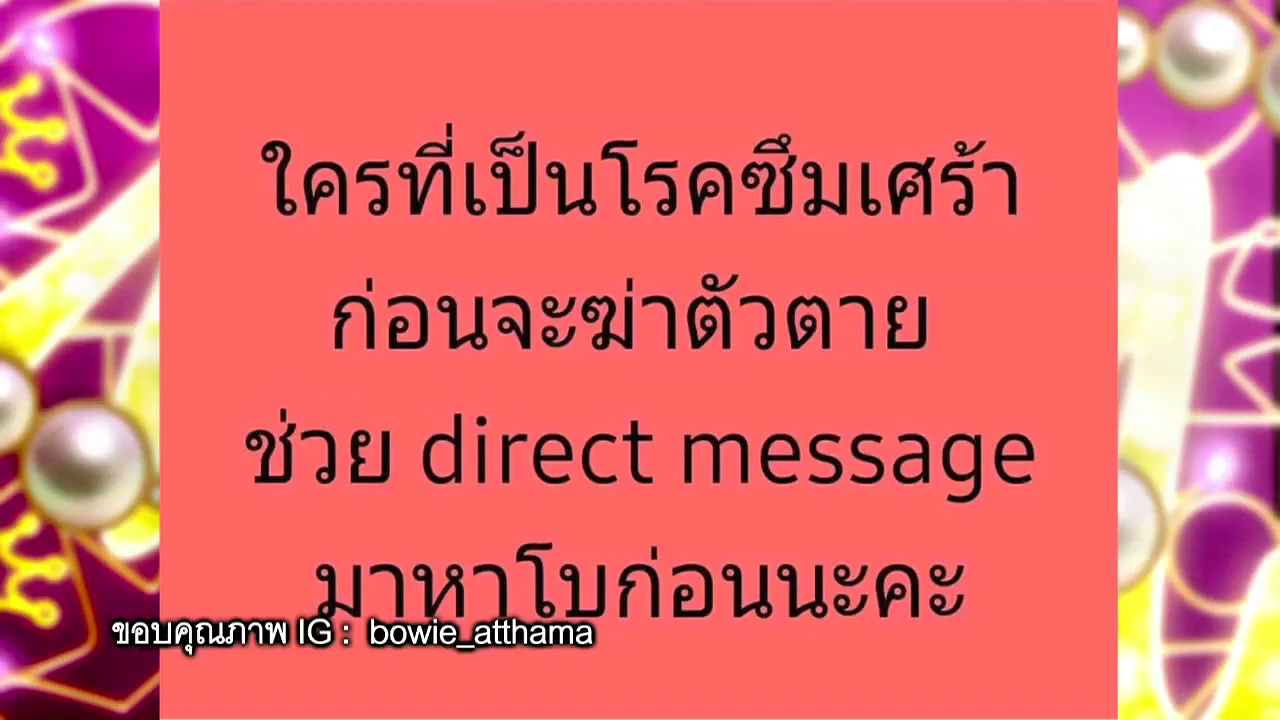 ใครที่เป็นโรคซึมเศร้า
ก่อนจะฆ่าตัวตาย
ช่วย direct message
มาหาโบก่อนนะคะ
ขอบคุณภาพ IG : bowie_atthama